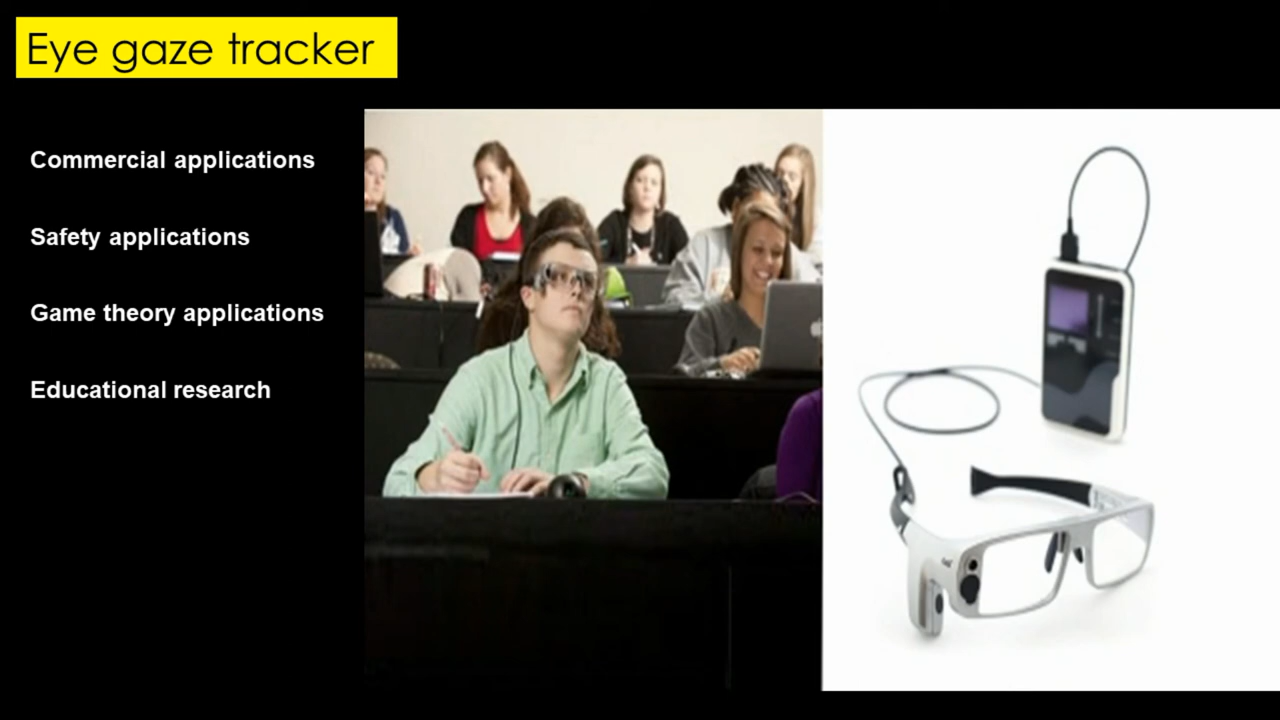 Eye gaze tracker
Commercial applications
Safety applications
Game theory applications
Educational research